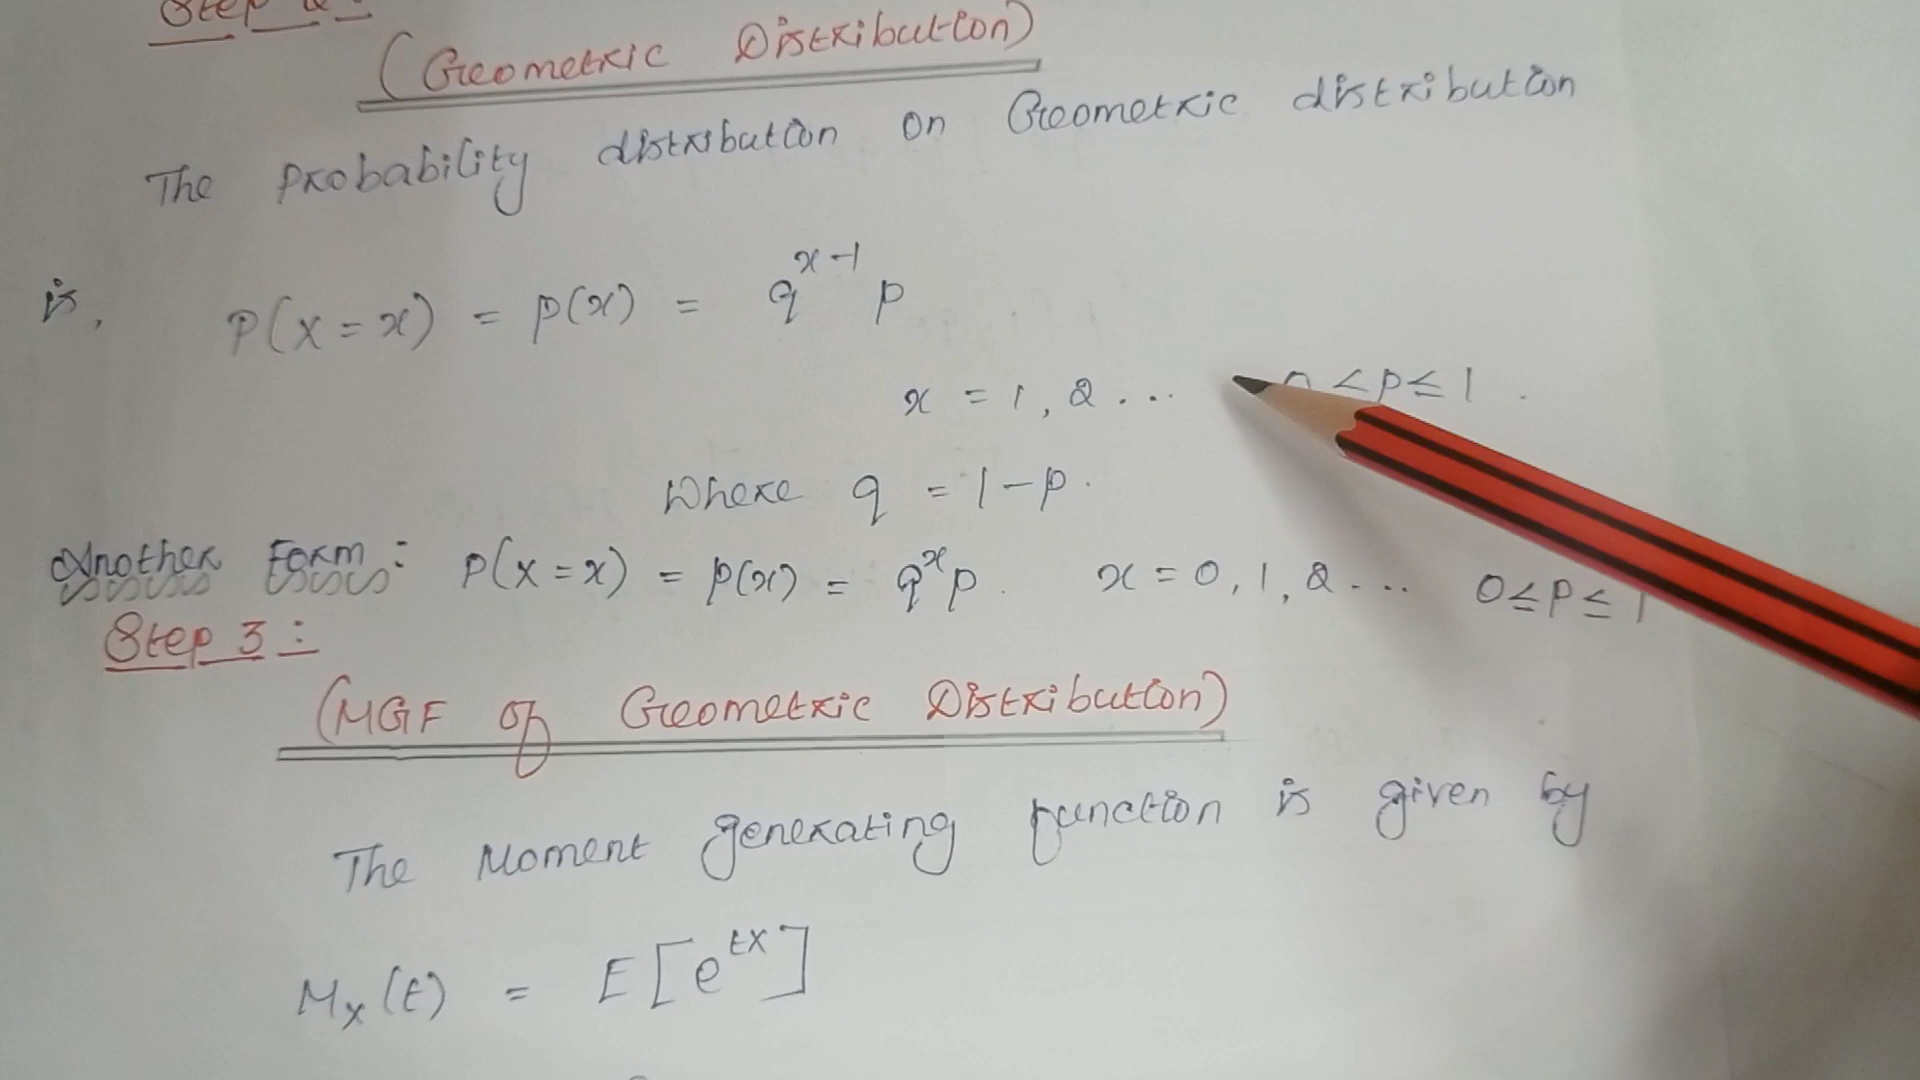 Step 2:
(Geometric Distribution)
The probability distribution on Geometric distribution
is, P(X = x) = p(x) = q^{x-1} p
x = 1, 2 ... 0 < p ≤ 1.
Where q = 1 - p.
Another Form: P(X = x) = p(x) = q^x p. x = 0, 1, 2 ... 0 ≤ p ≤ 1
Step 3:
(MGF of Geometric Distribution)
The Moment generating function is given by
M_X(t) = E[e^{tX}]